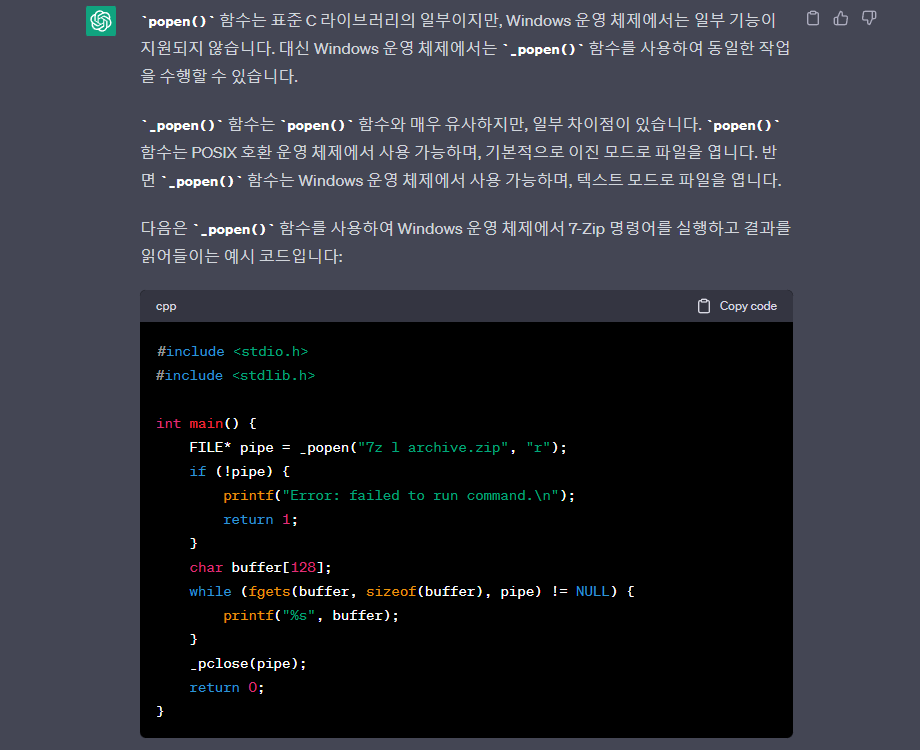 `popen()` 함수는 표준 C 라이브러리의 일부이지만, Windows 운영 체제에서는 일부 기능이
지원되지 않습니다. 대신 Windows 운영 체제에서는 `_popen()` 함수를 사용하여 동일한 작업
을 수행할 수 있습니다.
`_popen()` 함수는 `popen()` 함수와 매우 유사하지만, 일부 차이점이 있습니다. `popen()`
함수는 POSIX 호환 운영 체제에서 사용 가능하며, 기본적으로 이진 모드로 파일을 엽니다. 반
면 `_popen()` 함수는 Windows 운영 체제에서 사용 가능하며, 텍스트 모드로 파일을 엽니다.
다음은 `_popen()` 함수를 사용하여 Windows 운영 체제에서 7-Zip 명령어를 실행하고 결과를
읽어들이는 예시 코드입니다:
cpp Copy code
#include <stdio.h>
#include <stdlib.h>
int main() {
    FILE* pipe = _popen("7z l archive.zip", "r");
    if (!pipe) {
        printf("Error: failed to run command.\n");
        return 1;
    }
    char buffer[128];
    while (fgets(buffer, sizeof(buffer), pipe) != NULL) {
        printf("%s", buffer);
    }
    _pclose(pipe);
    return 0;
}